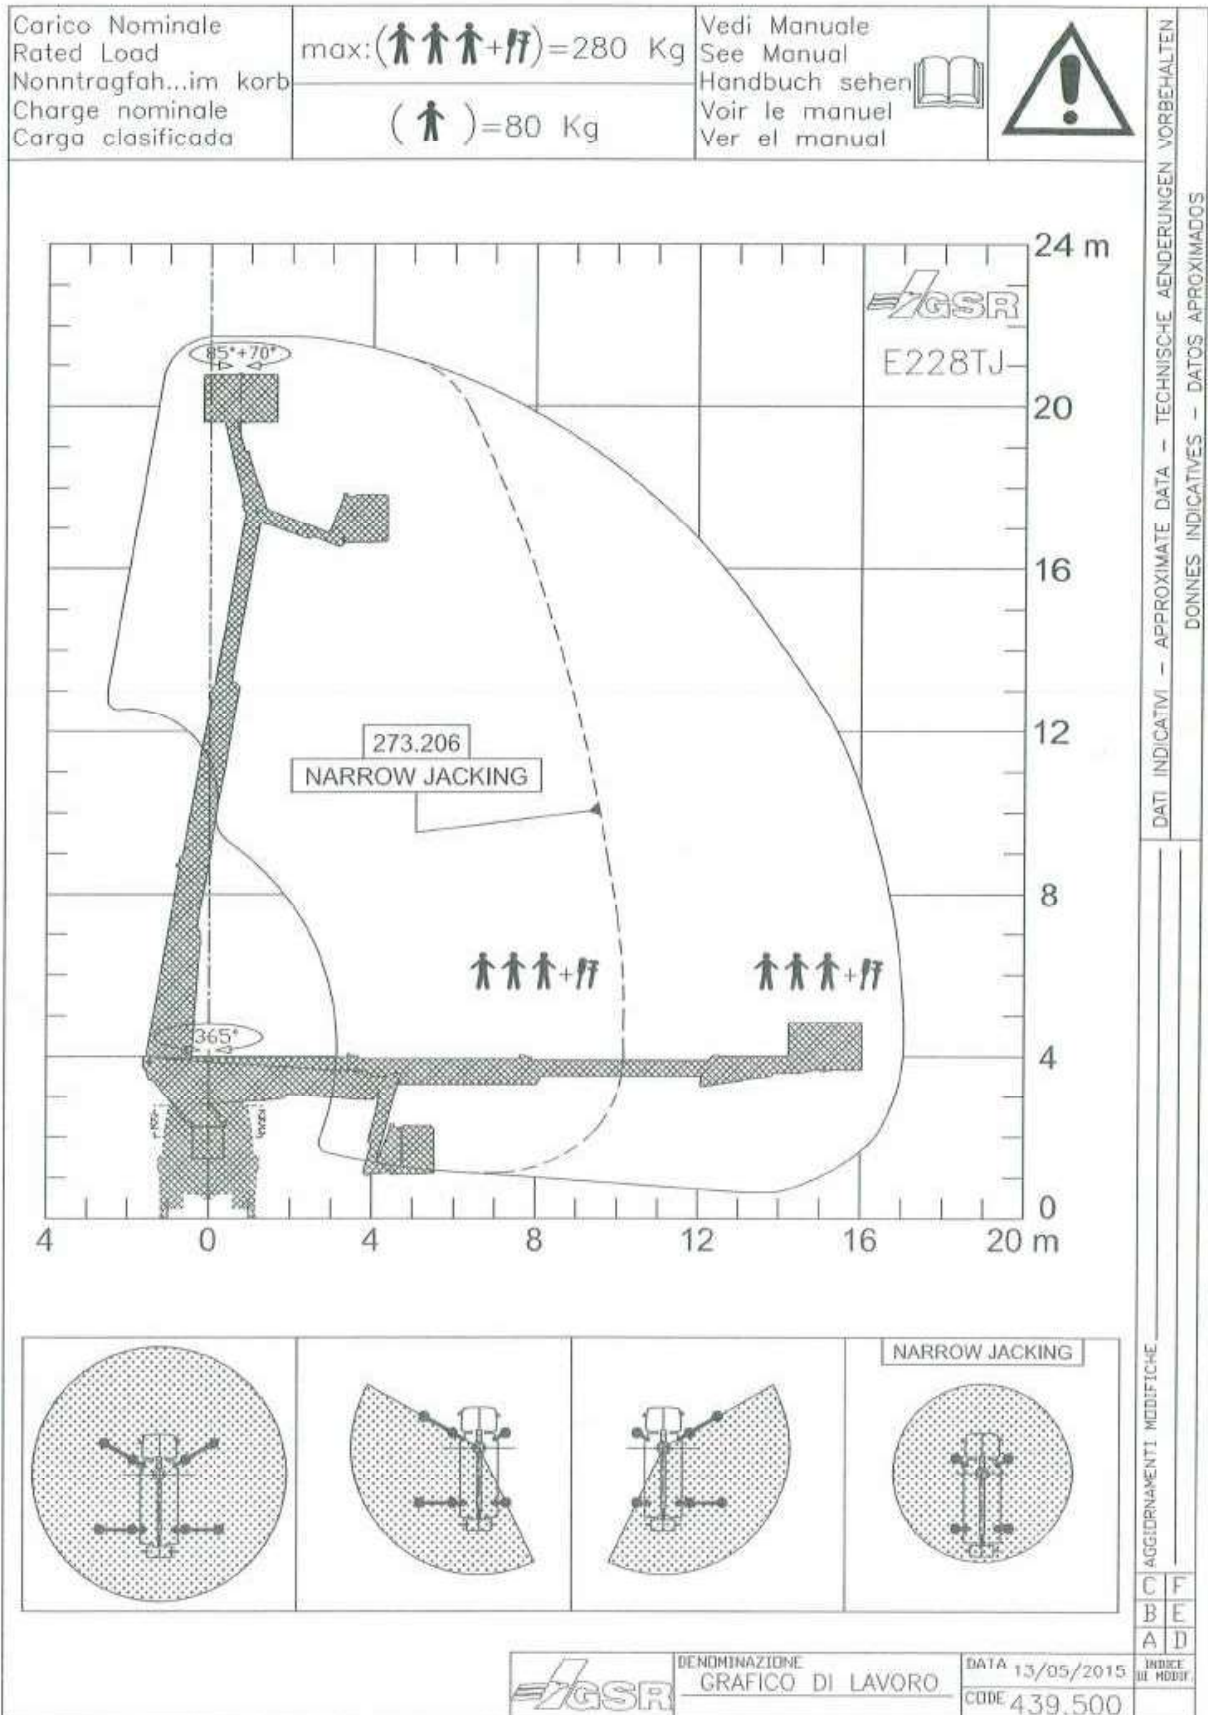 Carico Nominale
Rated Load
Nonntragfah...im korb
Charge nominale
Carga clasificada
max:( + )=280 Kg
( )=80 Kg
Vedi Manuale
See Manual
Handbuch sehen
Voir le manuel
Ver el manual
DATI INDICATIVI - APPROXIMATE DATA - TECHNISCHE AENDERUNGEN VORBEHALTEN
DONNES INDICATIVES - DATOS APROXIMADOS
24 m
GSR
E228TJ
85°+70°
20
16
12
273.206
NARROW JACKING
8
+
+
365°
4
0
4 0 4 8 12 16 20 m
NARROW JACKING
AGGIORNAMENTI MODIFICHE
C F
B E
A D
INDICE
DI MODIF.
GSR
DENOMINAZIONE
GRAFICO DI LAVORO
DATA 13/05/2015
CODE 439.500